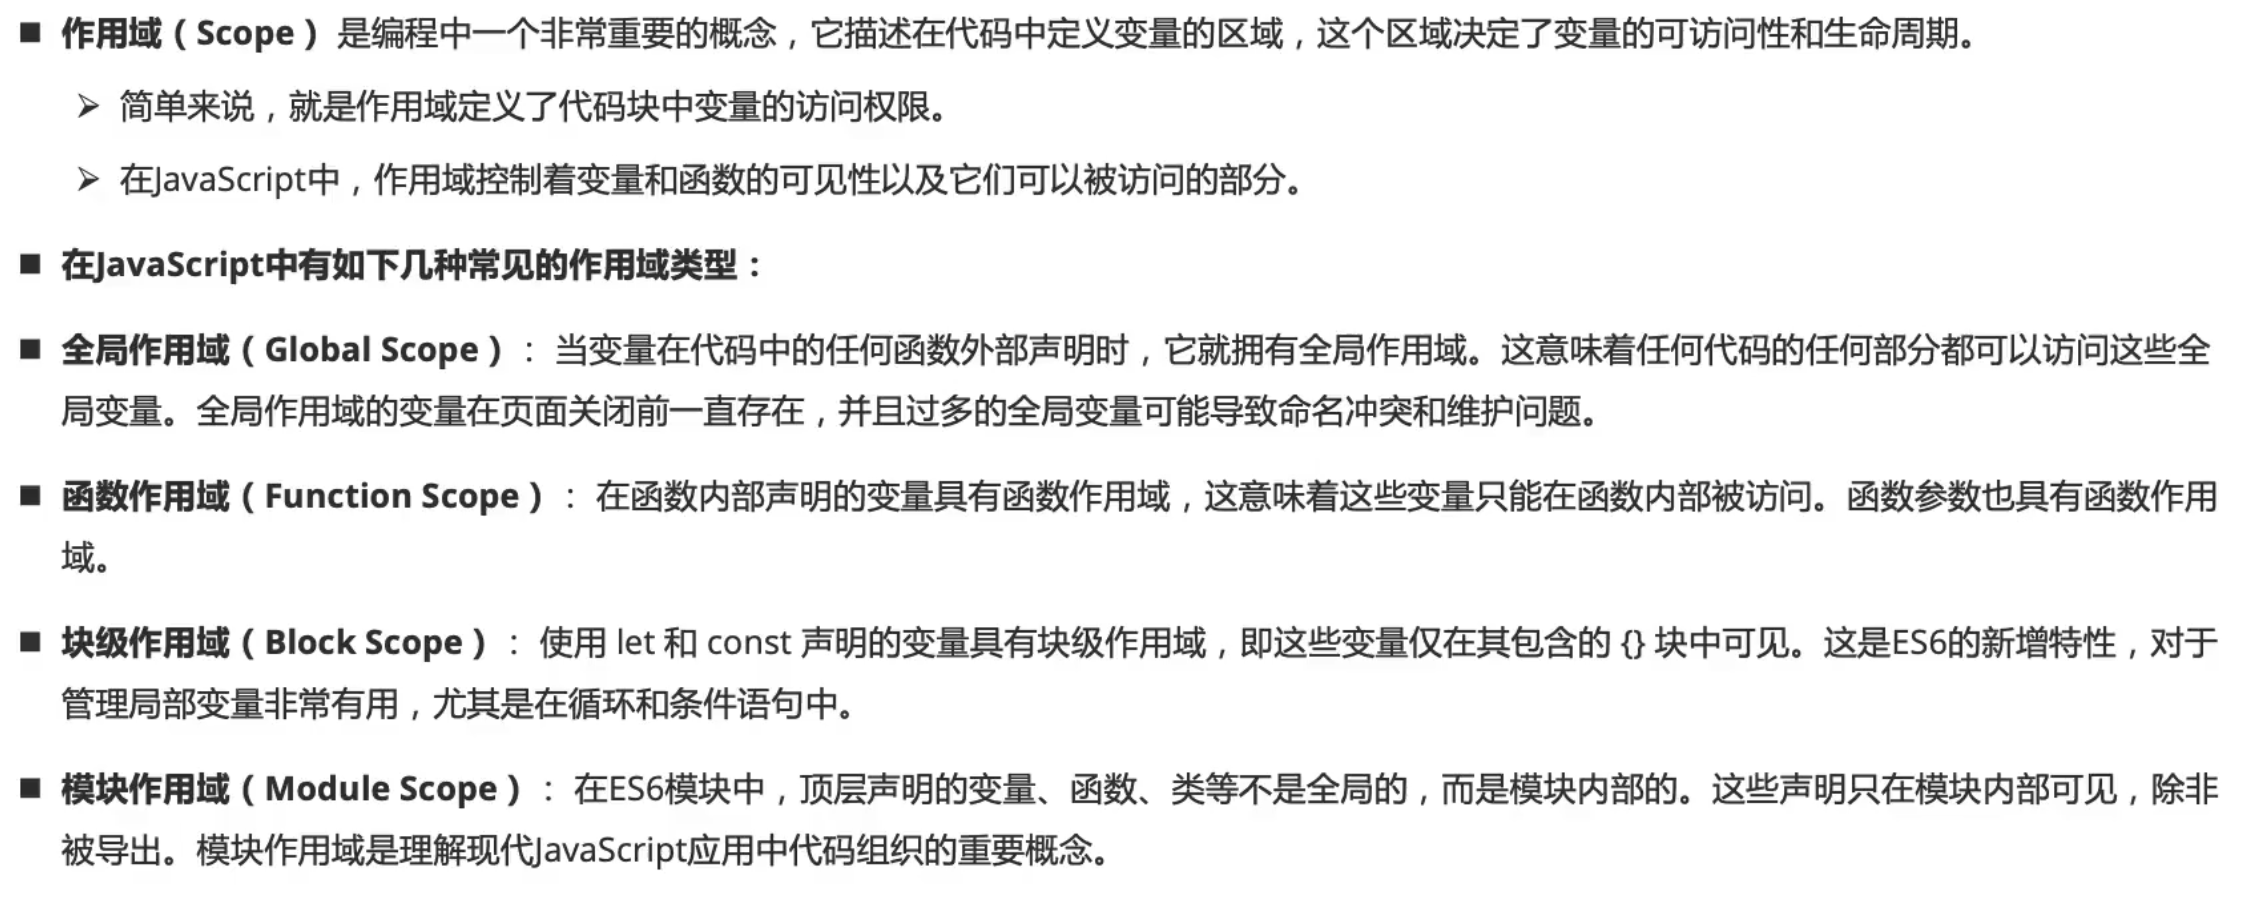 ■ 作用域（Scope）是编程中一个非常重要的概念，它描述在代码中定义变量的区域，这个区域决定了变量的可访问性和生命周期。
➢ 简单来说，就是作用域定义了代码块中变量的访问权限。
➢ 在JavaScript中，作用域控制着变量和函数的可见性以及它们可以被访问的部分。
■ 在JavaScript中有如下几种常见的作用域类型：
■ 全局作用域（Global Scope）： 当变量在代码中的任何函数外部声明时，它就拥有全局作用域。这意味着任何代码的任何部分都可以访问这些全
局变量。全局作用域的变量在页面关闭前一直存在，并且过多的全局变量可能导致命名冲突和维护问题。
■ 函数作用域（Function Scope）： 在函数内部声明的变量具有函数作用域，这意味着这些变量只能在函数内部被访问。函数参数也具有函数作用
域。
■ 块级作用域（Block Scope）： 使用 let 和 const 声明的变量具有块级作用域，即这些变量仅在其包含的 {} 块中可见。这是ES6的新增特性，对于
管理局部变量非常有用，尤其是在循环和条件语句中。
■ 模块作用域（Module Scope）： 在ES6模块中，顶层声明的变量、函数、类等不是全局的，而是模块内部的。这些声明只在模块内部可见，除非
被导出。模块作用域是理解现代JavaScript应用中代码组织的重要概念。